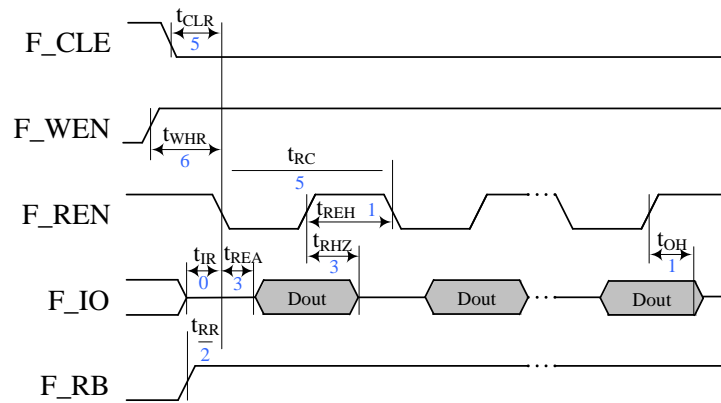 tCLR
F_CLE
5
F_WEN
tWHR
6
tRC
5
F_REN
tREH 1
tRHZ
3
tOH
1
tIR
0
tREA
3
F_IO
Dout
Dout
Dout
tRR
2
F_RB